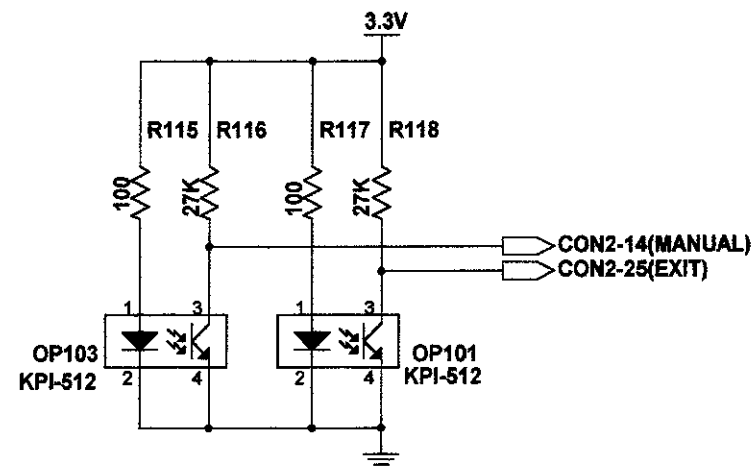 3.3V
R115 R116 R117 R118
100 27K 100 27K
CON2-14(MANUAL)
CON2-25(EXIT)
1 3 1 3
OP103 OP101
KPI-512 KPI-512
2 4 2 4